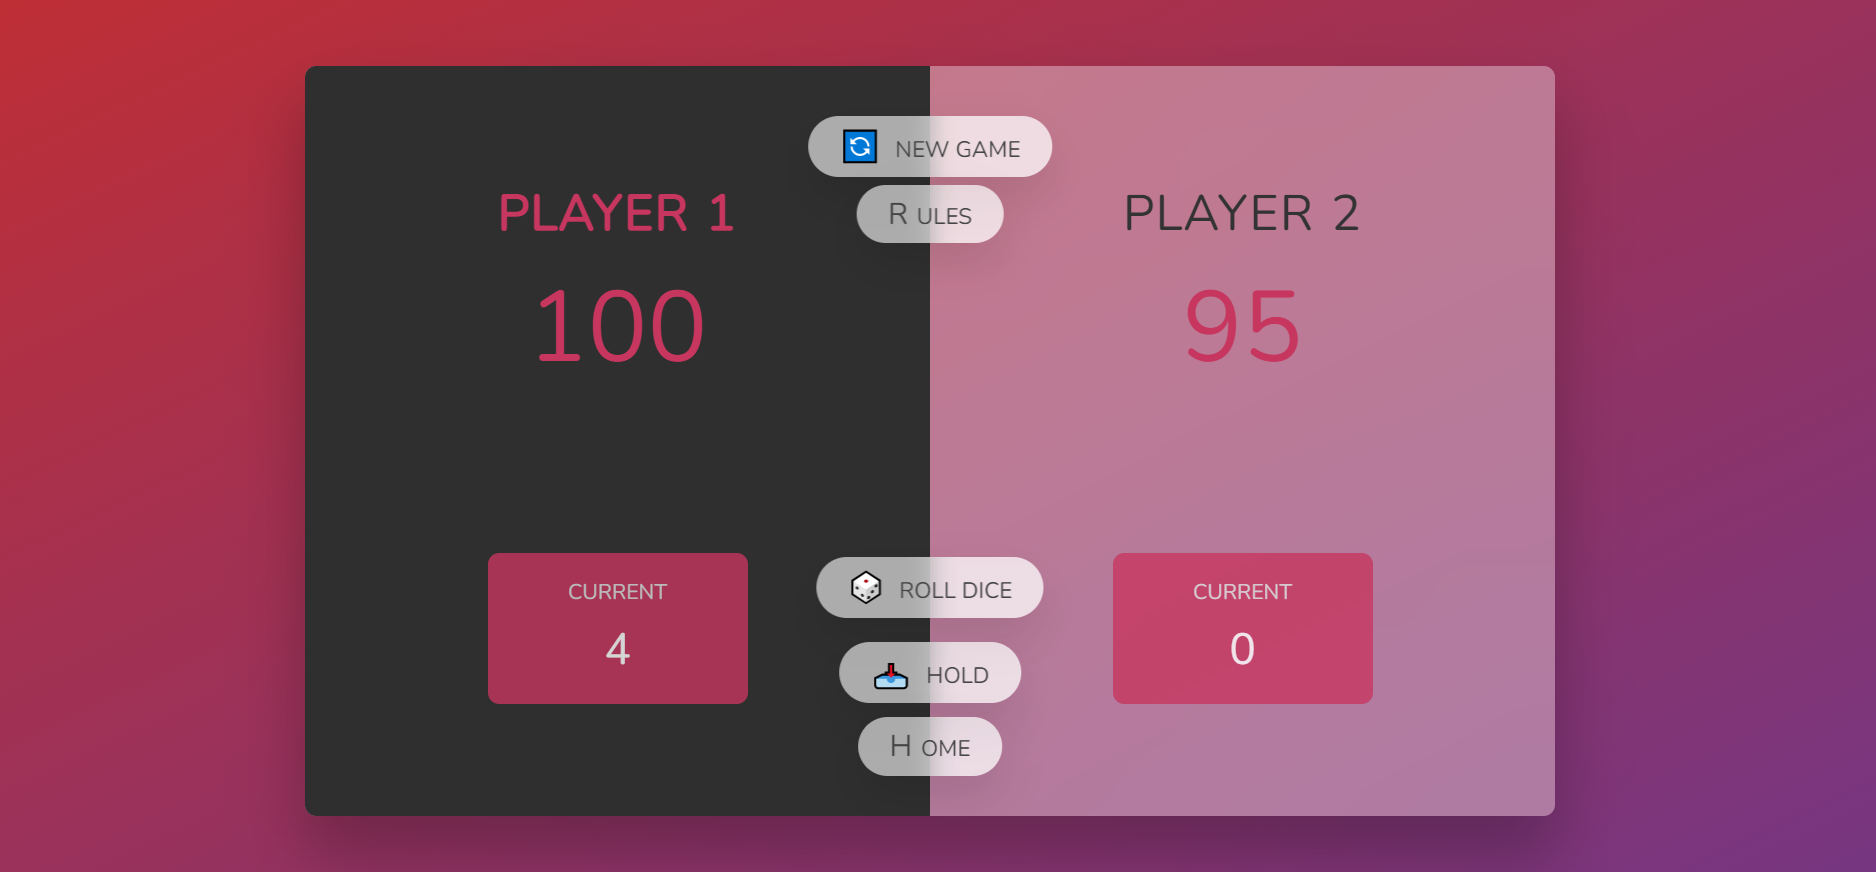 NEW GAME
R ULES
PLAYER 1
100
CURRENT
4
PLAYER 2
95
CURRENT
0
ROLL DICE
HOLD
H OME